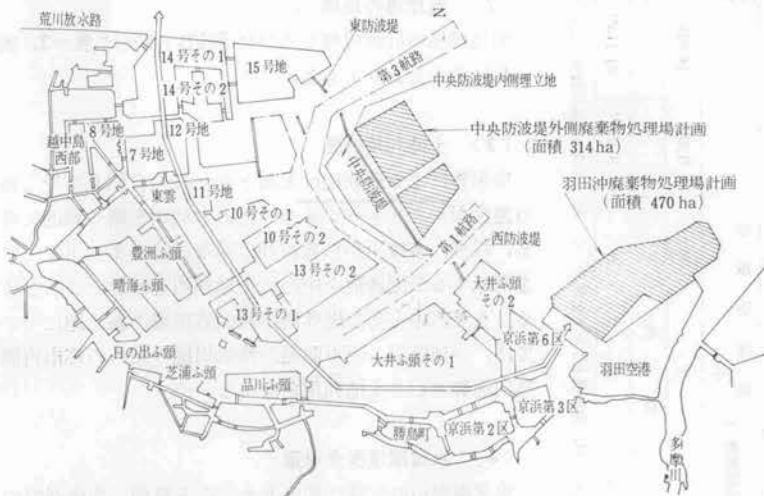 荒川放水路
東防波堤
N
14号その1
15号地
第3航路
14号その2
中央防波堤内側埋立地
越中島
西部
8号地
12号地
7号地
中央防波堤外側廃棄物処理場計画
(面積 314 ha)
中央防波堤
東雲
11号地
羽田沖廃棄物処理場計画
(面積 470 ha)
10号その1
第1航路
10号その2
西防波堤
豊洲ふ頭
13号その2
大井ふ頭
その2
晴海ふ頭
13号その1
京浜第6区
日の出ふ頭
大井ふ頭その1
羽田空港
芝浦ふ頭
品川ふ頭
京浜第3区
勝島町
京浜第2区
多摩川